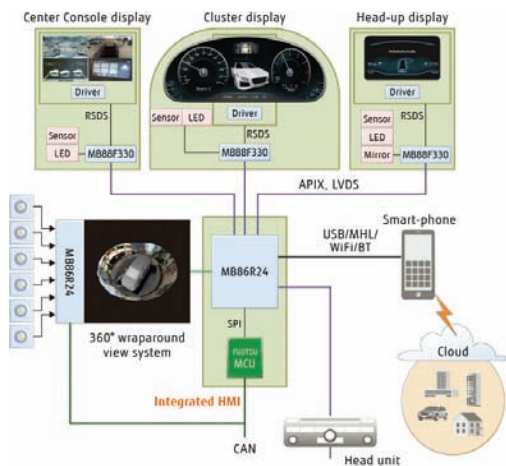 Center Console display
Cluster display
Head-up display
Driver
Driver
Driver
RSDS
Sensor
LED
MB88F330
Sensor
LED
RSDS
MB88F330
RSDS
Sensor
LED
Mirror
MB88F330
APIX, LVDS
MB86R24
360° wraparound
view system
MB86R24
USB/MHL/
WiFi/BT
Smart-phone
SPI
FUJITSU
MCU
Integrated HMI
CAN
Cloud
Head unit